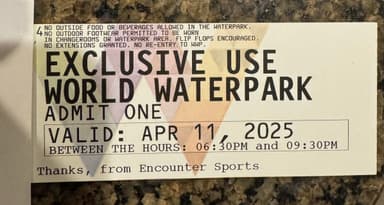 NO OUTSIDE FOOD OR BEVERAGES ALLOWED IN THE WATERPARK.
4 NO OUTDOOR FOOTWEAR PERMITTED TO BE WORN
IN CHANGEROOMS OR WATERPARK AREA. FLIP FLOPS ENCOURAGED.
NO EXTENSIONS GRANTED. NO RE-ENTRY TO WWP.
EXCLUSIVE USE
WORLD WATERPARK
ADMIT ONE
VALID: APR 11, 2025
BETWEEN THE HOURS: 06:30PM and 09:30PM
Thanks, from Encounter Sports